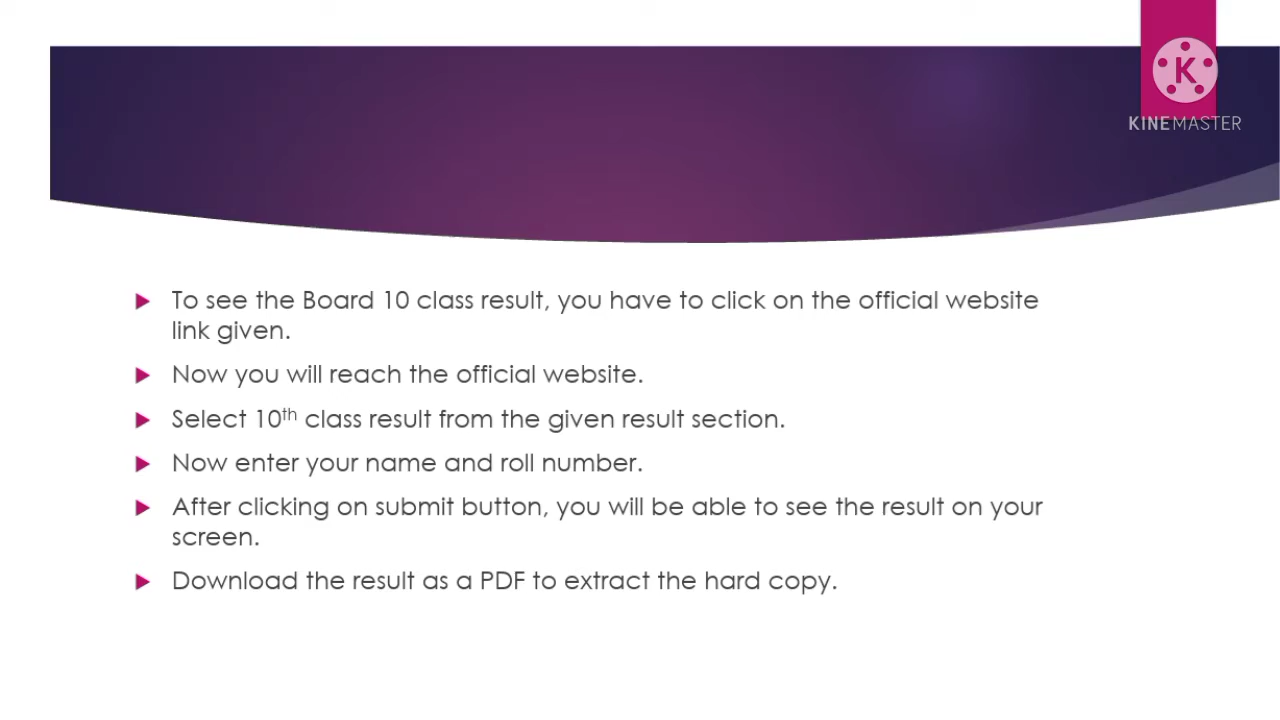 K
KINEMASTER
To see the Board 10 class result, you have to click on the official website
link given.
Now you will reach the official website.
Select 10th class result from the given result section.
Now enter your name and roll number.
After clicking on submit button, you will be able to see the result on your
screen.
Download the result as a PDF to extract the hard copy.